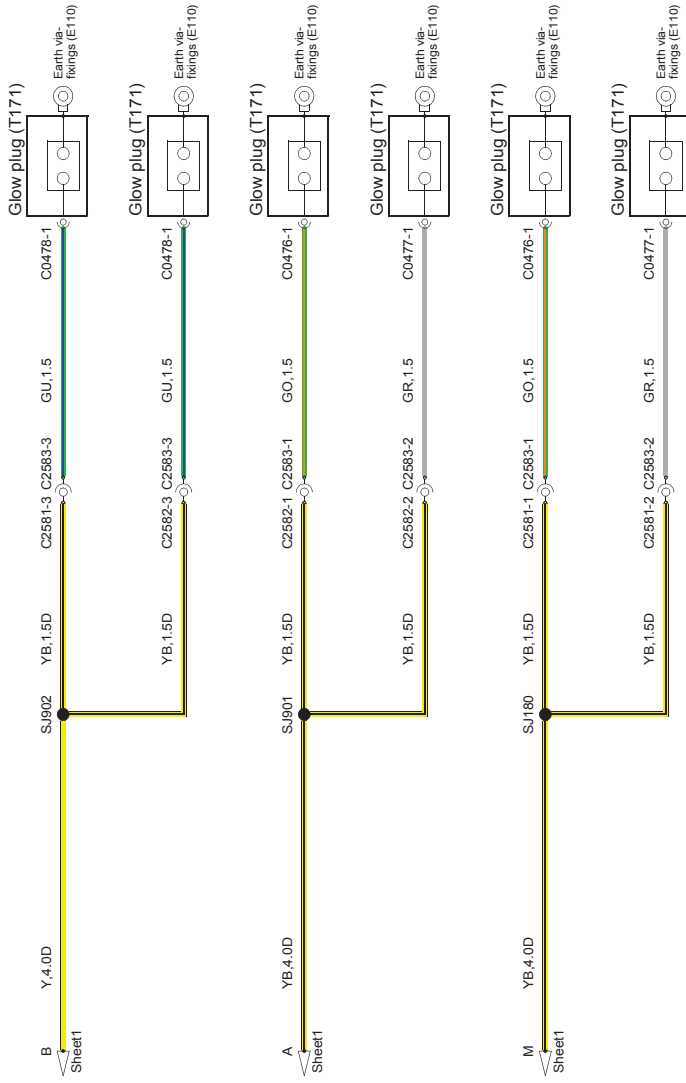 B
Sheet1
Y,4.0D
SJ902
YB,1.5D
C2581-3
C2583-3
GU,1.5
C0478-1
Glow plug (T171)
Earth via-
fixings (E110)
YB,1.5D
C2582-3
C2583-3
GU,1.5
C0478-1
Glow plug (T171)
Earth via-
fixings (E110)
A
Sheet1
YB,4.0D
SJ901
YB,1.5D
C2582-1
C2583-1
GO,1.5
C0476-1
Glow plug (T171)
Earth via-
fixings (E110)
YB,1.5D
C2582-2
C2583-2
GR,1.5
C0477-1
Glow plug (T171)
Earth via-
fixings (E110)
M
Sheet1
YB,4.0D
SJ180
YB,1.5D
C2581-1
C2583-1
GO,1.5
C0476-1
Glow plug (T171)
Earth via-
fixings (E110)
YB,1.5D
C2581-2
C2583-2
GR,1.5
C0477-1
Glow plug (T171)
Earth via-
fixings (E110)